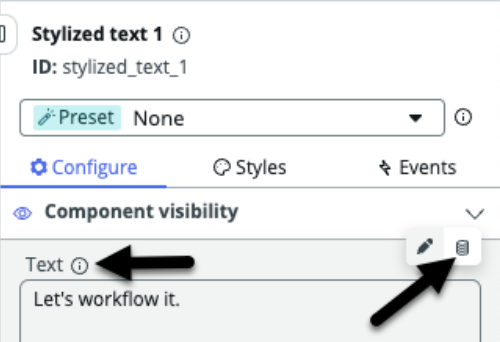 Stylized text 1
ID: stylized_text_1
Preset None
Configure Styles Events
Component visibility
Text
Let's workflow it.